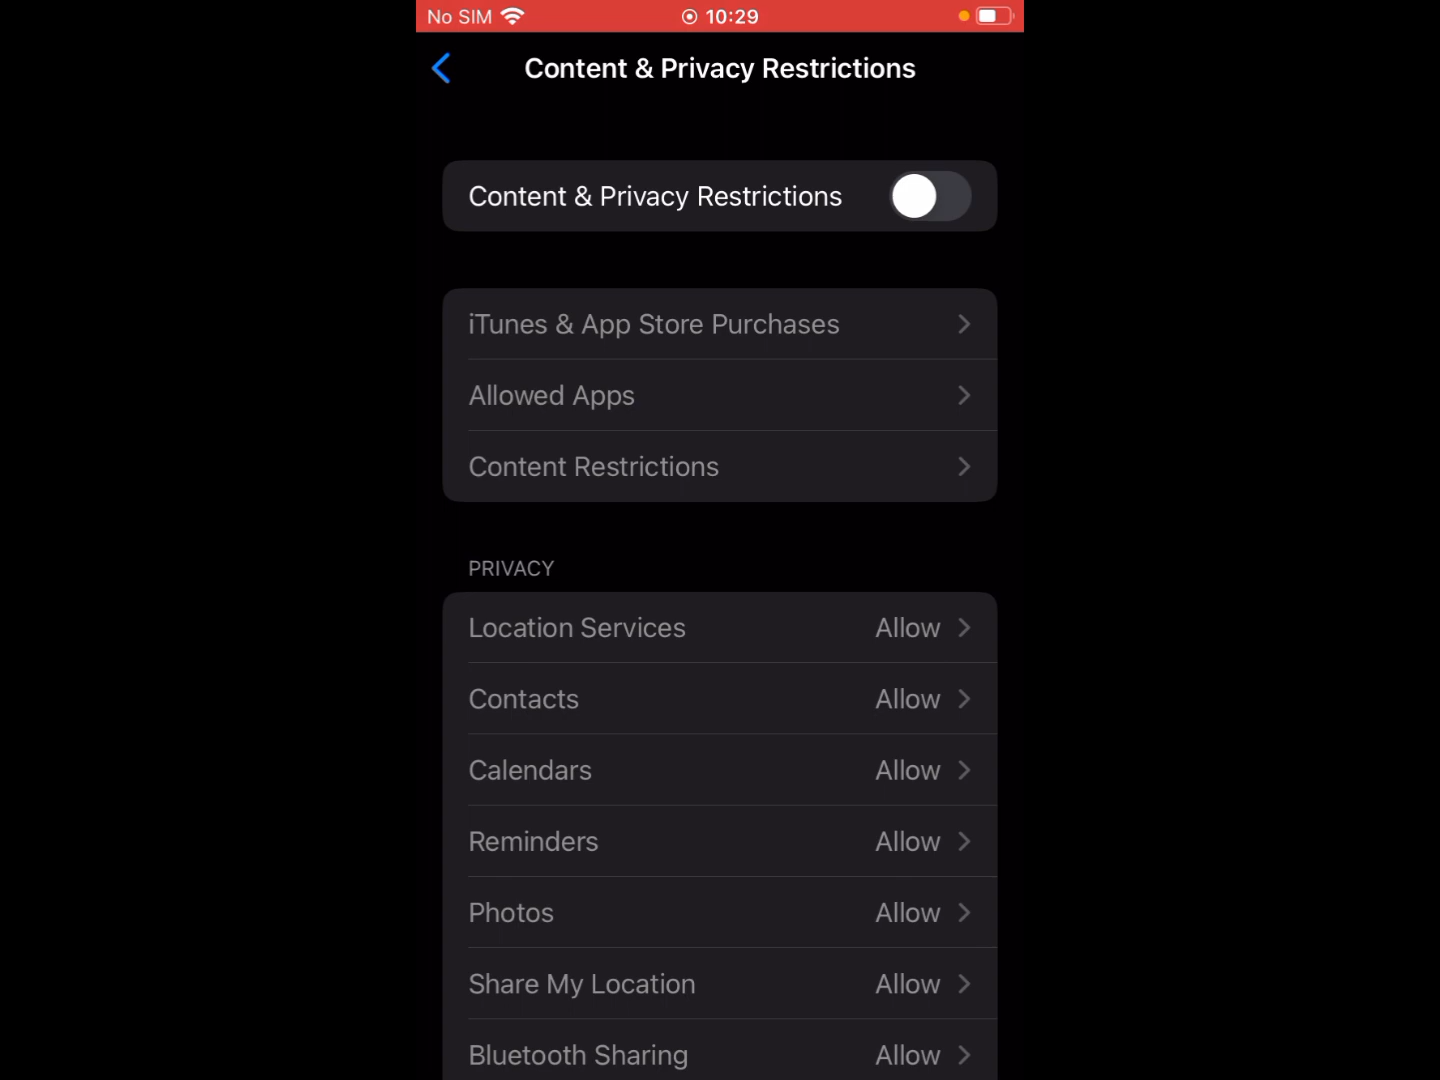 No SIM 10:29
Content & Privacy Restrictions
Content & Privacy Restrictions
iTunes & App Store Purchases
Allowed Apps
Content Restrictions
PRIVACY
Location Services Allow
Contacts Allow
Calendars Allow
Reminders Allow
Photos Allow
Share My Location Allow
Bluetooth Sharing Allow